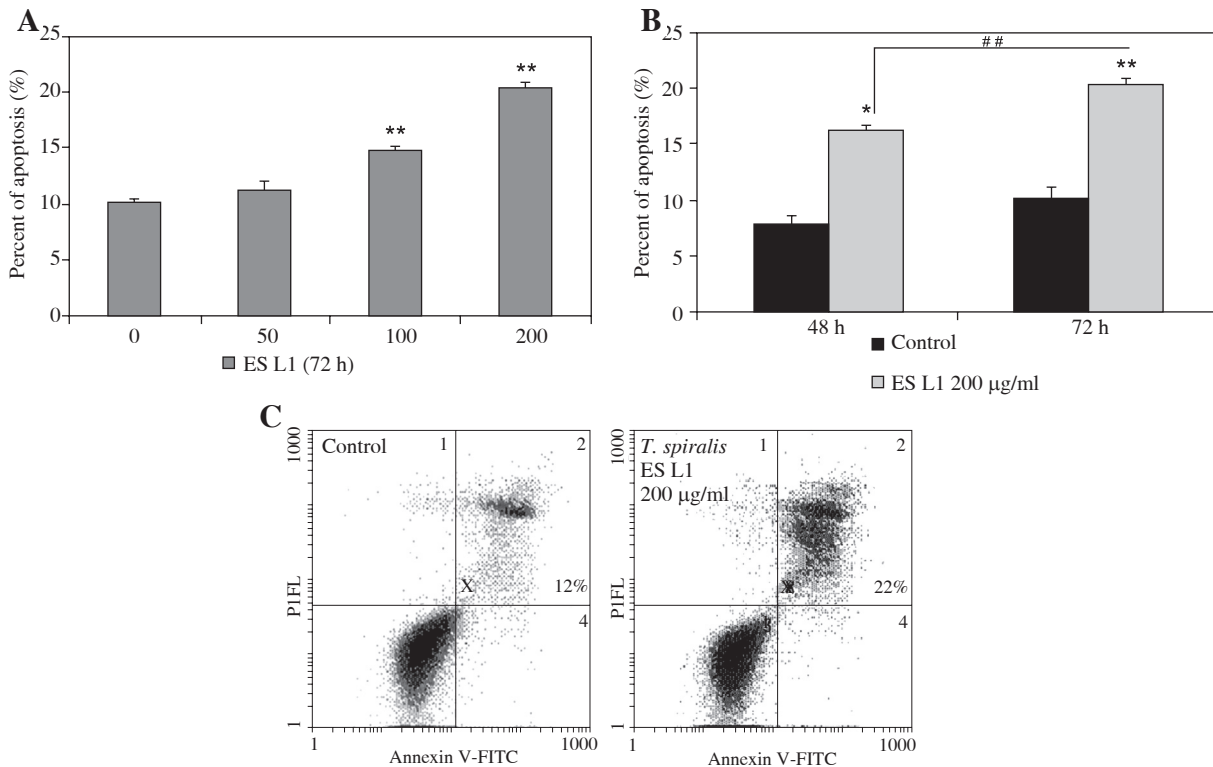 A
Percent of apoptosis (%)
25
20
15
10
5
0
**
**
0 50 100 200
ES L1 (72 h)
B
Percent of apoptosis (%)
25
20
15
10
5
0
##
*
**
48 h 72 h
Control
ES L1 200 µg/ml
C
Control
1 2
12%
4
X
P1FL
1000
1
1 1000
Annexin V-FITC
T. spiralis
ES L1
200 µg/ml
1 2
22%
4
X
P1FL
1000
1
1 1000
Annexin V-FITC